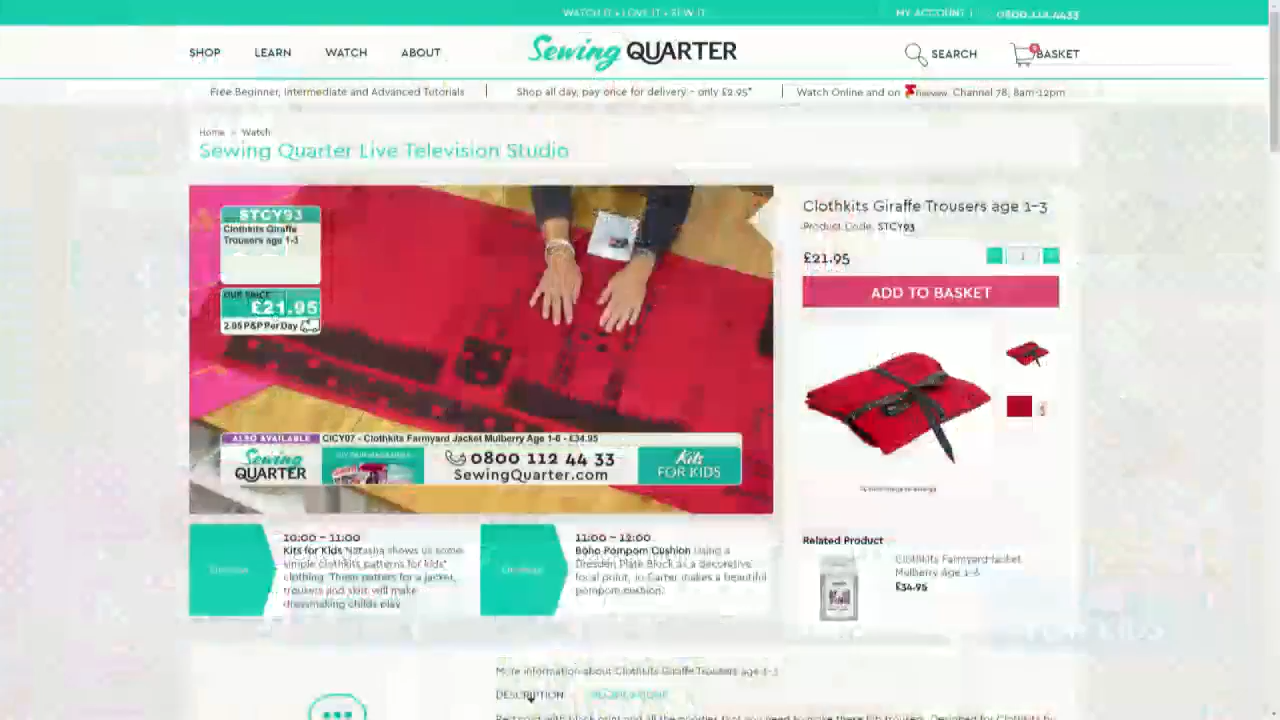 WATCH IT • LOVE IT • SEW IT
MY ACCOUNT |
0800 112 4433
SHOP
LEARN
WATCH
ABOUT
Sewing QUARTER
SEARCH
BASKET
Free Beginner, Intermediate and Advanced Tutorials
Shop all day, pay once for delivery - only £2.95*
Watch Online and on Freeview Channel 78, 8am-12pm
Home > Watch
Sewing Quarter Live Television Studio
STCY93
Clothkits Giraffe
Trousers age 1-3
OUR PRICE
£21.95
2.95 P&P Per Day
ALSO AVAILABLE
CICY07 - Clothkits Farmyard Jacket Mulberry Age 1-6 - £34.95
Sewing
QUARTER
0800 112 44 33
SewingQuarter.com
Kits
FOR KIDS
Clothkits Giraffe Trousers age 1-3
Product Code: STCY93
£21.95
1
ADD TO BASKET
Related Product
Clothkits Farmyard Jacket
Mulberry Age 1-6
£34.95
10:00 - 11:00
Kits for Kids Natasha shows us some
simple clothkits patterns for kids'
clothing. These patters for a jacket,
trousers and skirt will make
dressmaking childs play.
11:00 - 12:00
Boho Pompom Cushion Using a
Dresden Plate Block as a decorative
focal point, Jo Carter makes a beautiful
pompom cushion.
FOR KIDS
More information about Clothkits Giraffe Trousers age 1-3
DESCRIPTION